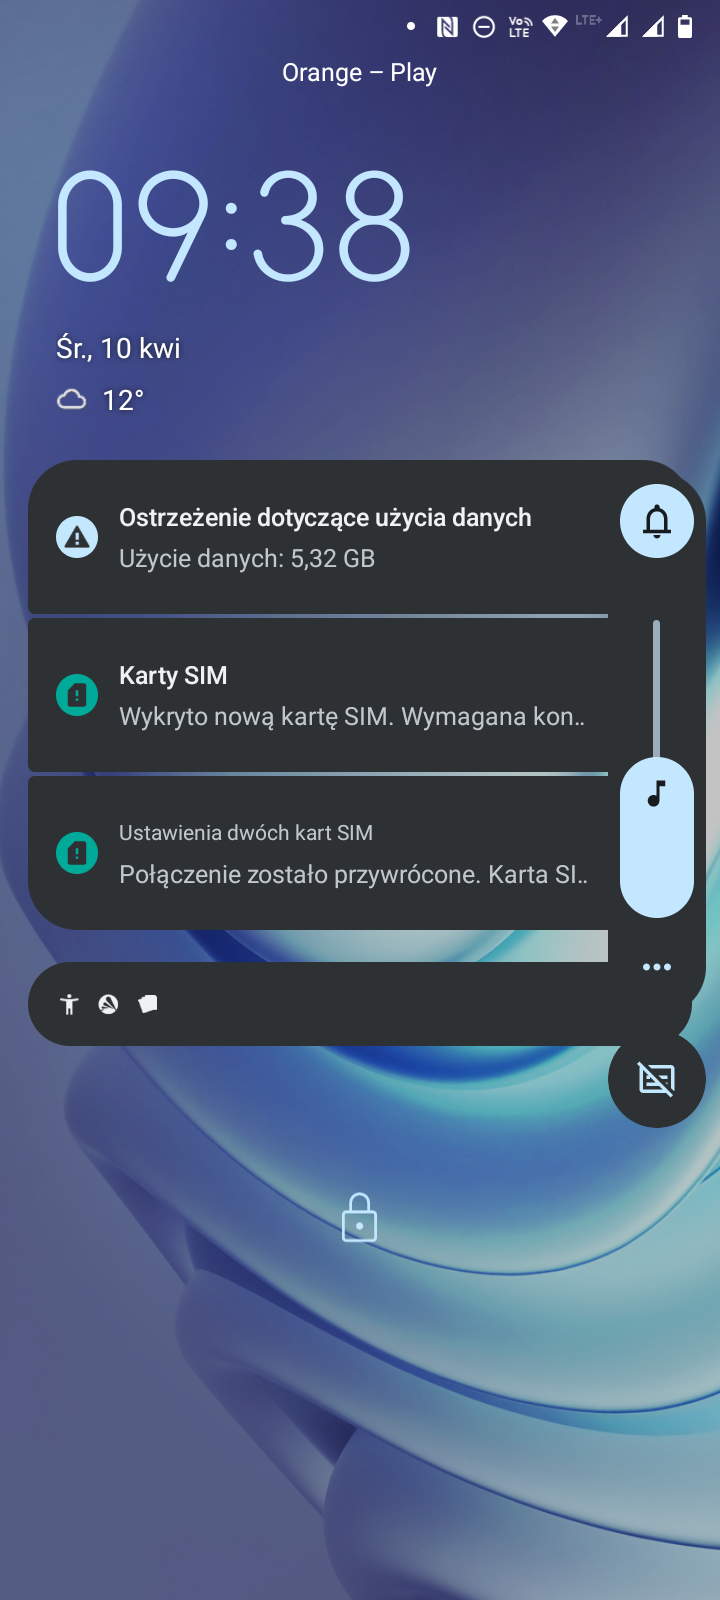 Vo LTE LTE+
Orange – Play
09:38
Śr., 10 kwi
12°
Ostrzeżenie dotyczące użycia danych
Użycie danych: 5,32 GB
Karty SIM
Wykryto nową kartę SIM. Wymagana kon..
Ustawienia dwóch kart SIM
Połączenie zostało przywrócone. Karta SI..